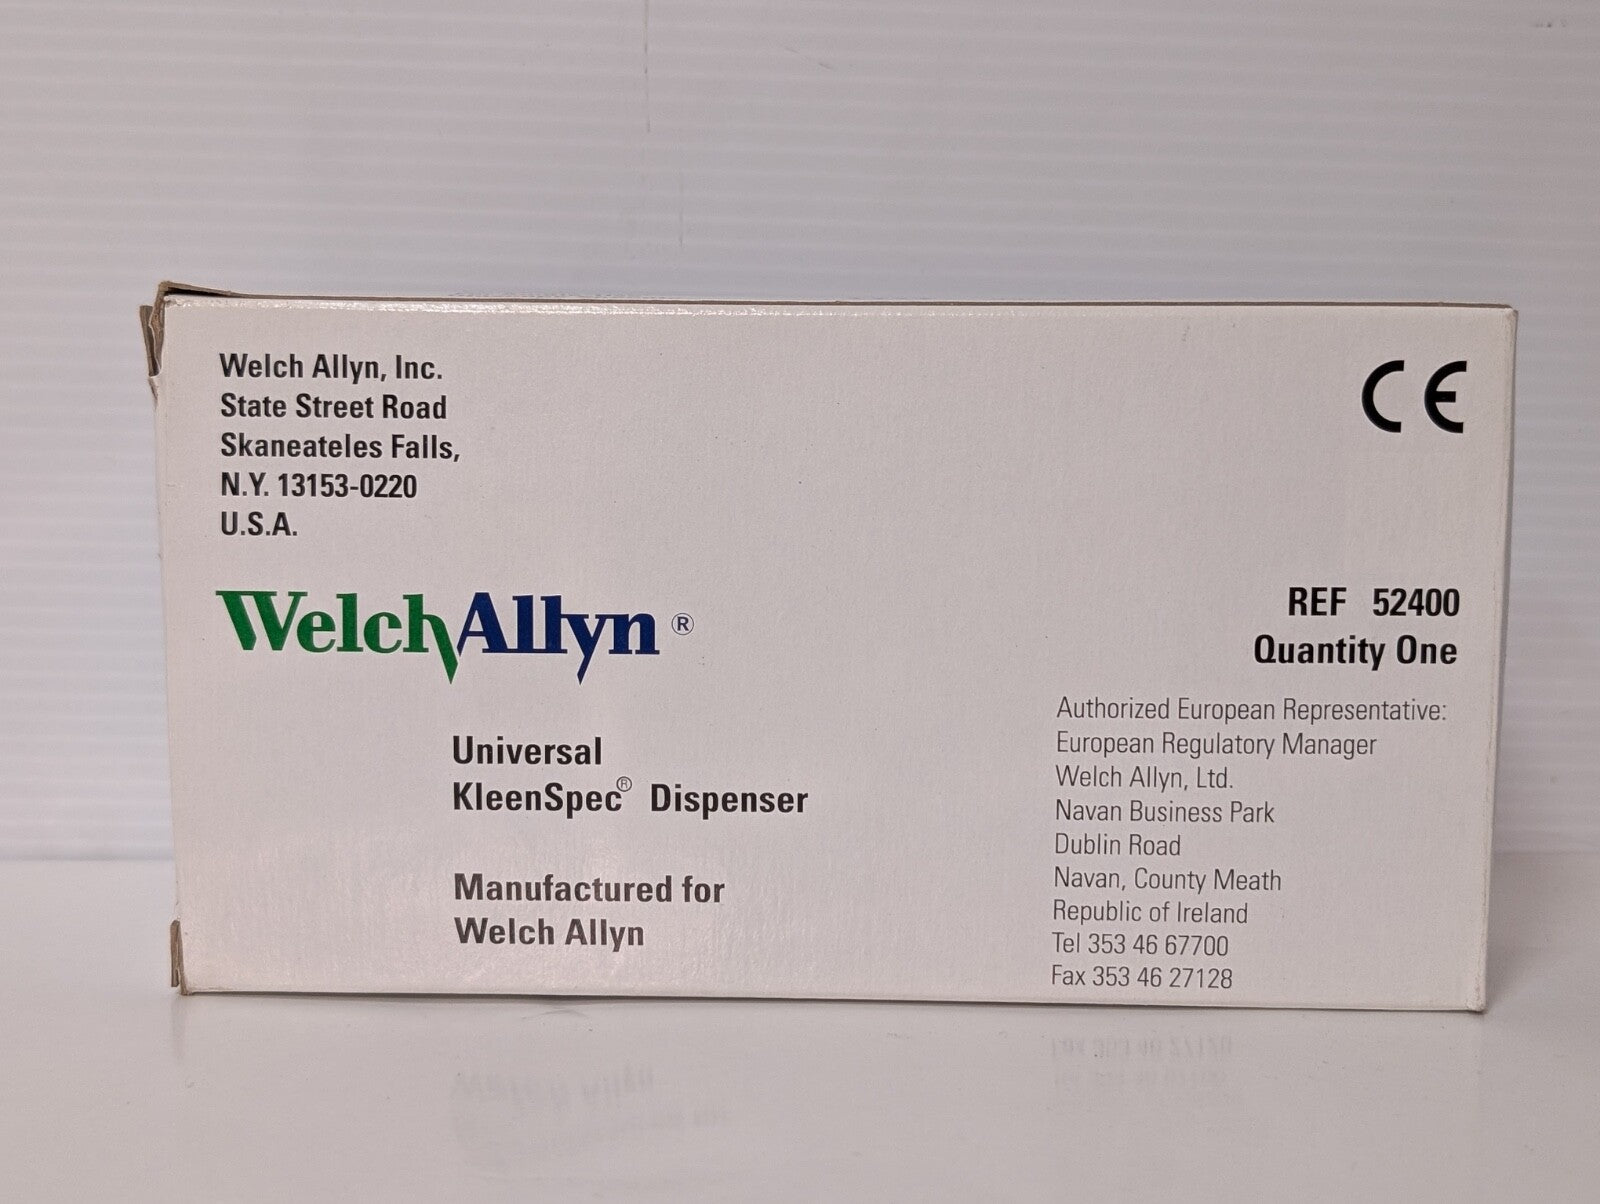 Welch Allyn, Inc.
State Street Road
Skaneateles Falls,
N.Y. 13153-0220
U.S.A.
CE
WelchAllyn®
REF 52400
Quantity One
Universal
KleenSpec® Dispenser
Manufactured for
Welch Allyn
Authorized European Representative:
European Regulatory Manager
Welch Allyn, Ltd.
Navan Business Park
Dublin Road
Navan, County Meath
Republic of Ireland
Tel 353 46 67700
Fax 353 46 27128